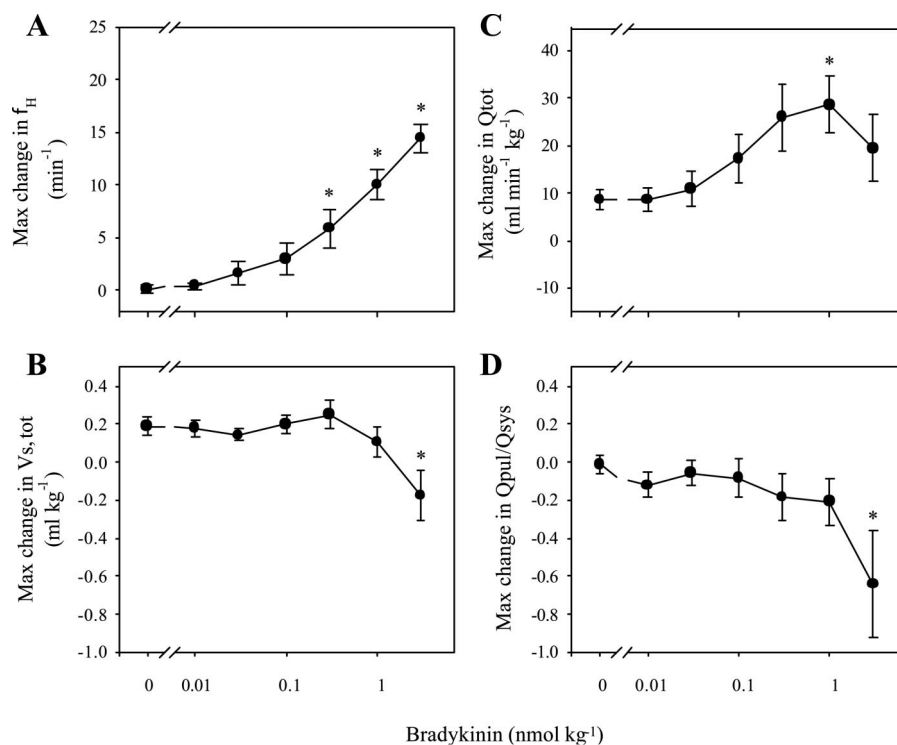 A
Max change in fH
(min-1)
25
20
15
10
5
0
*
*
*
C
Max change in Qtot
(ml min-1 kg-1)
40
30
20
10
0
-10
*
B
Max change in Vs, tot
(ml kg-1)
0.4
0.2
0.0
-0.2
-0.4
-0.6
-0.8
-1.0
*
0 0.01 0.1 1
D
Max change in Qpul/Qsys
0.4
0.2
0.0
-0.2
-0.4
-0.6
-0.8
-1.0
*
0 0.01 0.1 1
Bradykinin (nmol kg-1)